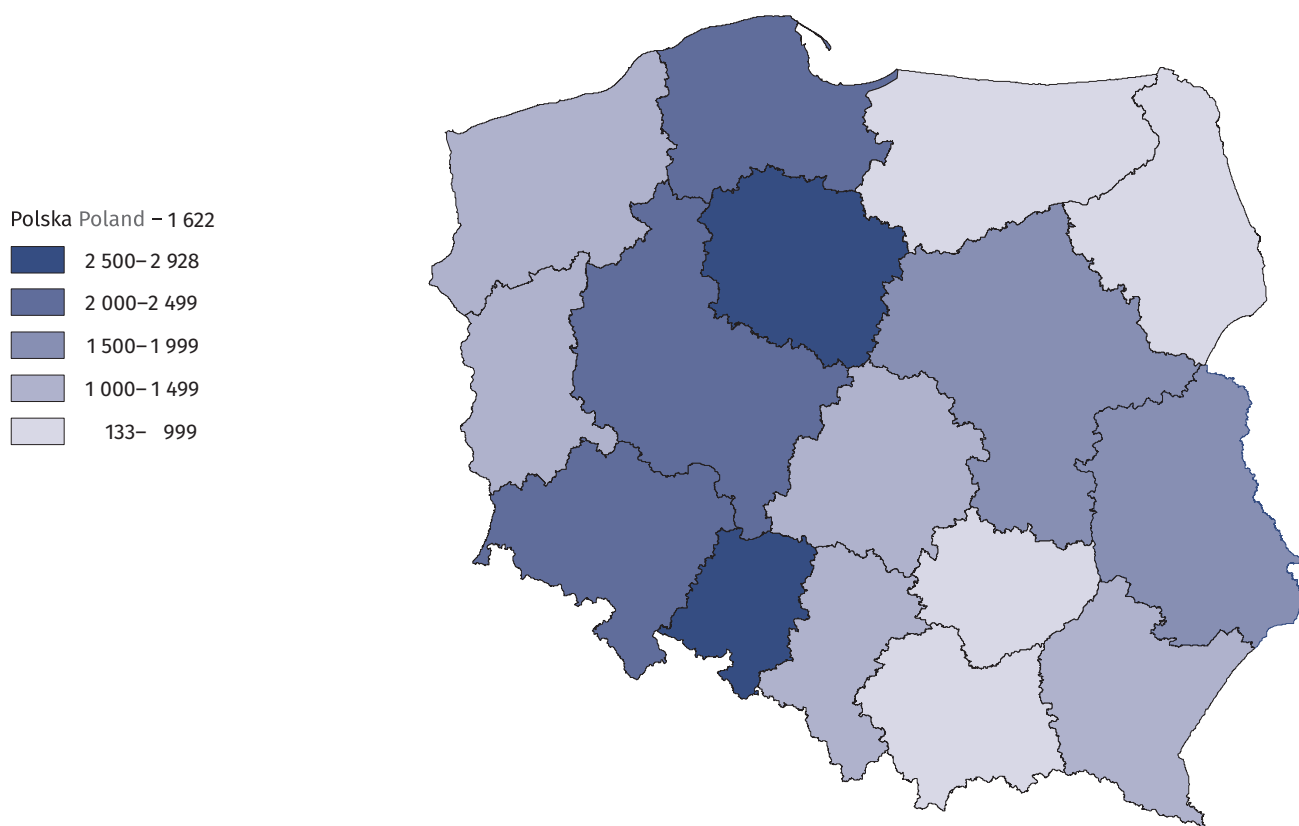 Polska Poland – 1 622
2 500– 2 928
2 000–2 499
1 500–1 999
1 000–1 499
133– 999